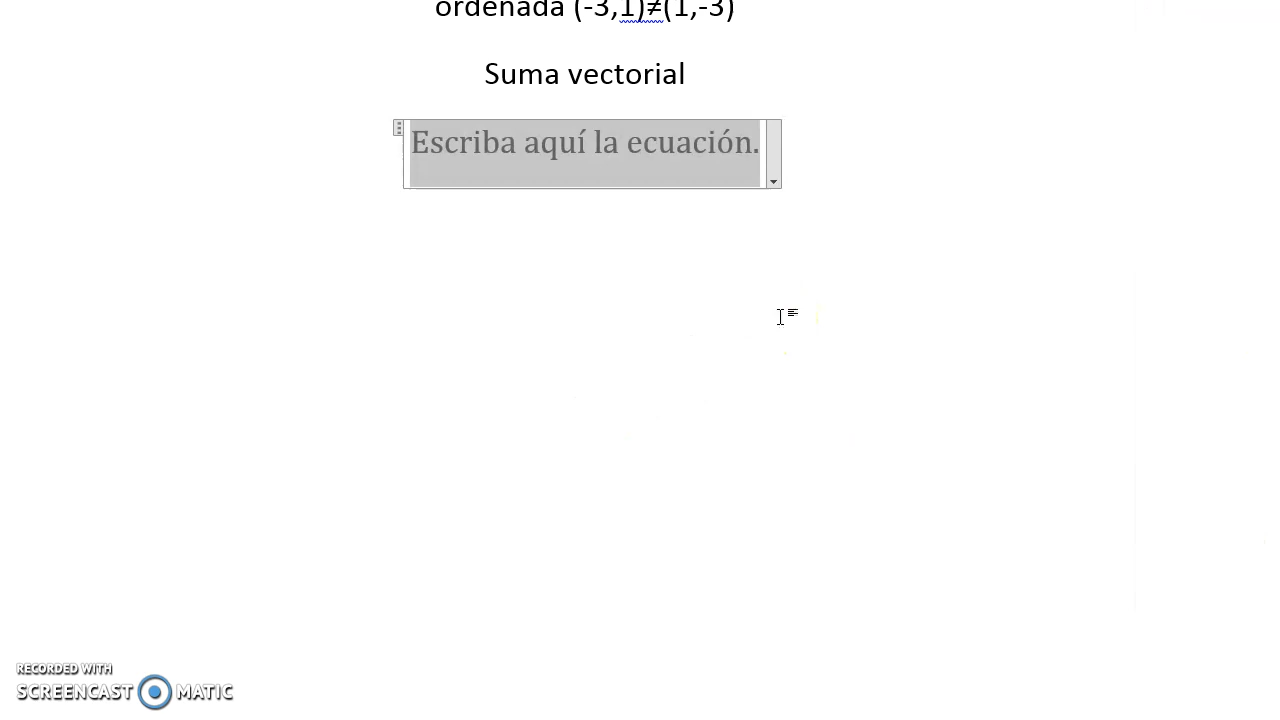 ordenada (-3,1)≠(1,-3)
Suma vectorial
Escriba aquí la ecuación.
RECORDED WITH
SCREENCAST MATIC